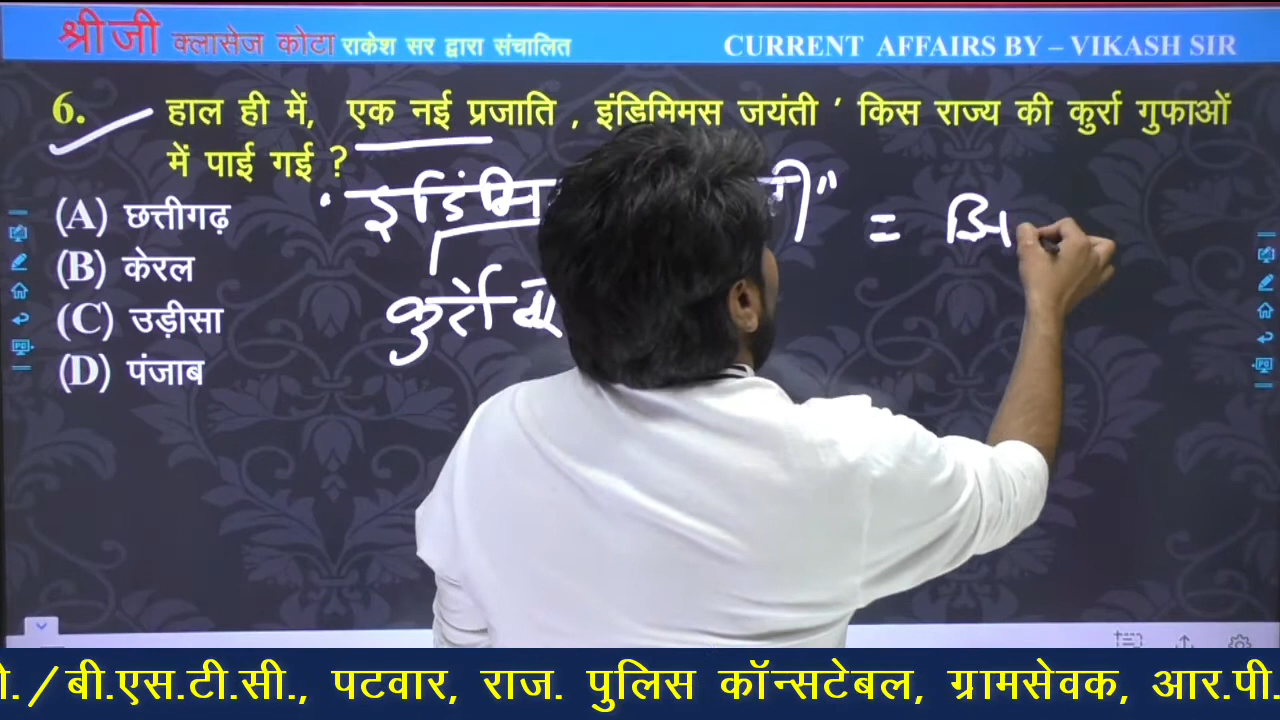 श्रीजी क्लासेज कोटा राकेश सर द्वारा संचालित CURRENT AFFAIRS BY – VIKASH SIR
6. हाल ही में, एक नई प्रजाति , इंडिमिमस जयंती ’ किस राज्य की कुर्रा गुफाओं
में पाई गई ?
(A) छत्तीगढ़
(B) केरल
(C) उड़ीसा
(D) पंजाब
" इंडिमि ती " =
.⁄बी.एस.टी.सी., पटवार, राज. पुलिस कॉन्सटेबल, ग्रामसेवक, आर.पी.